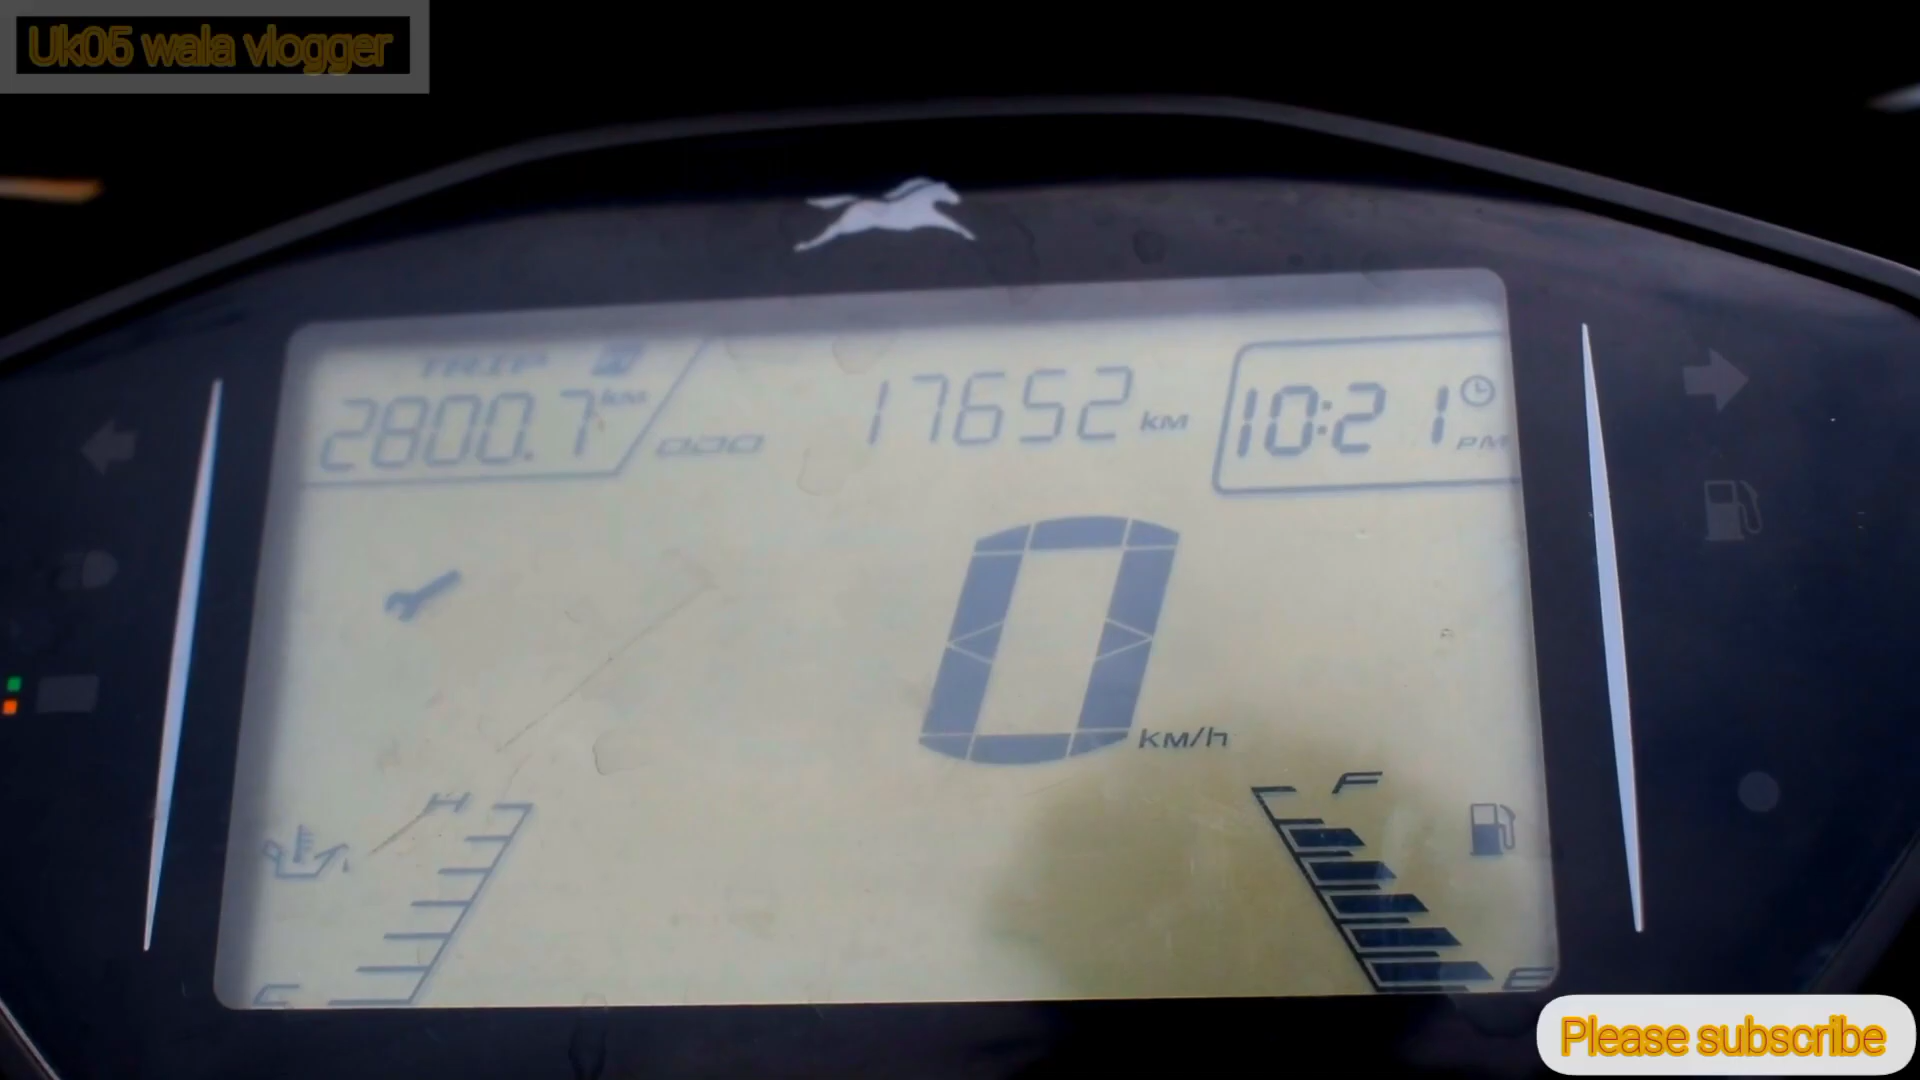 Uk05 wala vlogger
TRIP
2800.7 km
17652 km
10:21 PM
0
km/h
H
F
C
E
Please subscribe